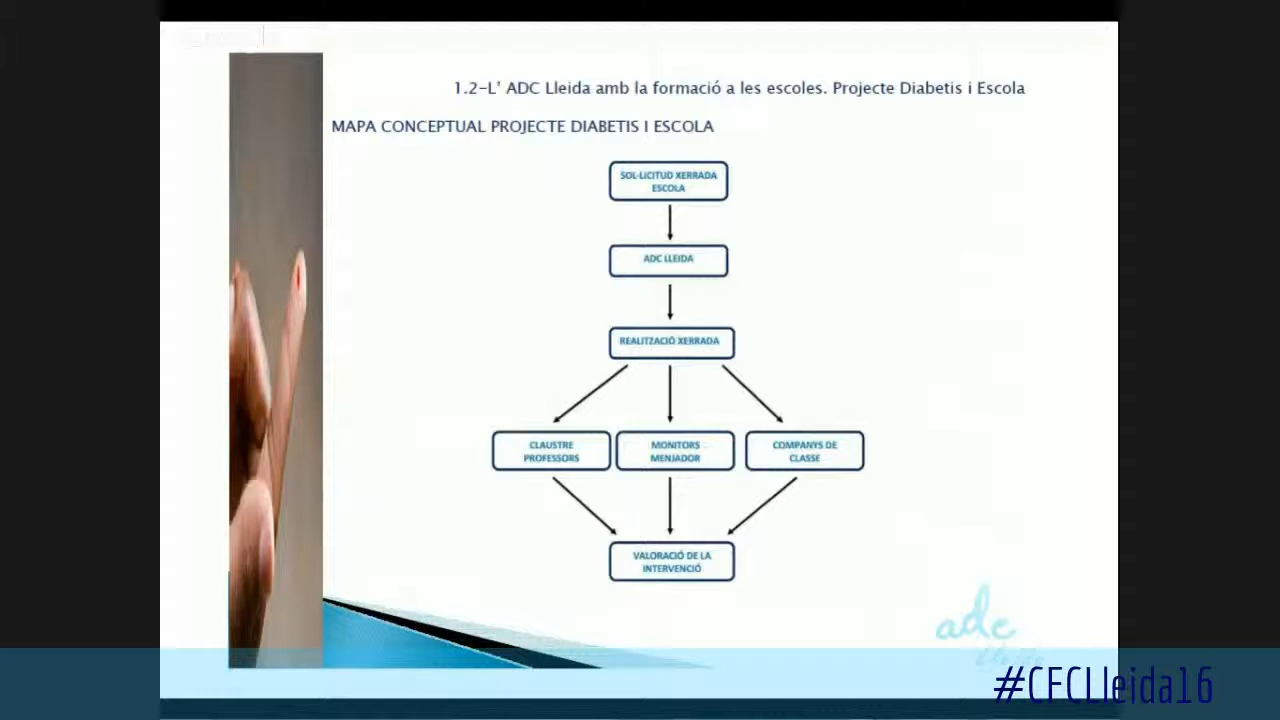 1.2-L' ADC Lleida amb la formació a les escoles. Projecte Diabetis i Escola
MAPA CONCEPTUAL PROJECTE DIABETIS I ESCOLA
SOL·LICITUD XERRADA
ESCOLA
ADC LLEIDA
REALITZACIÓ XERRADA
CLAUSTRE
PROFESSORS
MONITORS
MENJADOR
COMPANYS DE
CLASSE
VALORACIÓ DE LA
INTERVENCIÓ
adc
#CFCLleida16